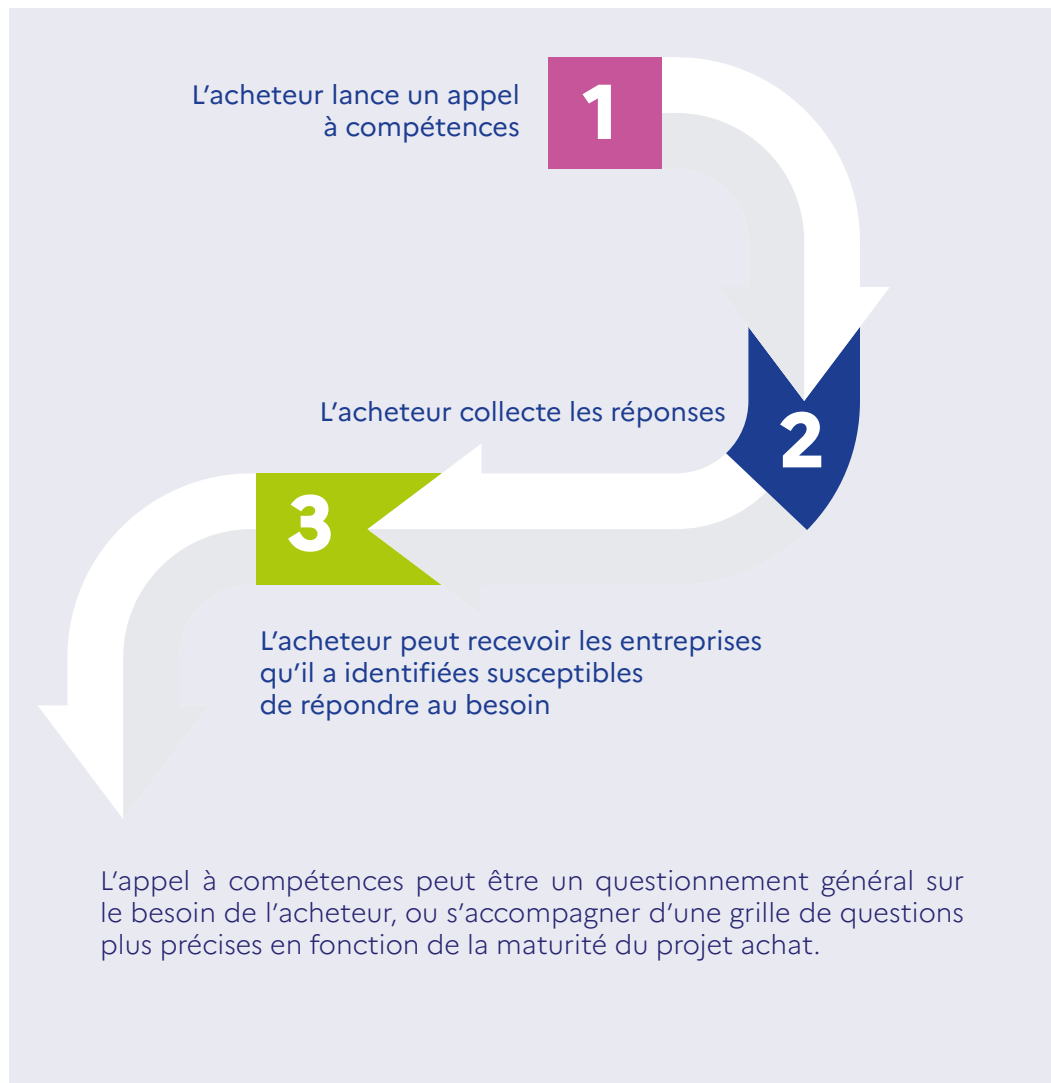 L'acheteur lance un appel
à compétences
1
L'acheteur collecte les réponses
2
3
L'acheteur peut recevoir les entreprises
qu'il a identifiées susceptibles
de répondre au besoin
L'appel à compétences peut être un questionnement général sur
le besoin de l'acheteur, ou s'accompagner d'une grille de questions
plus précises en fonction de la maturité du projet achat.